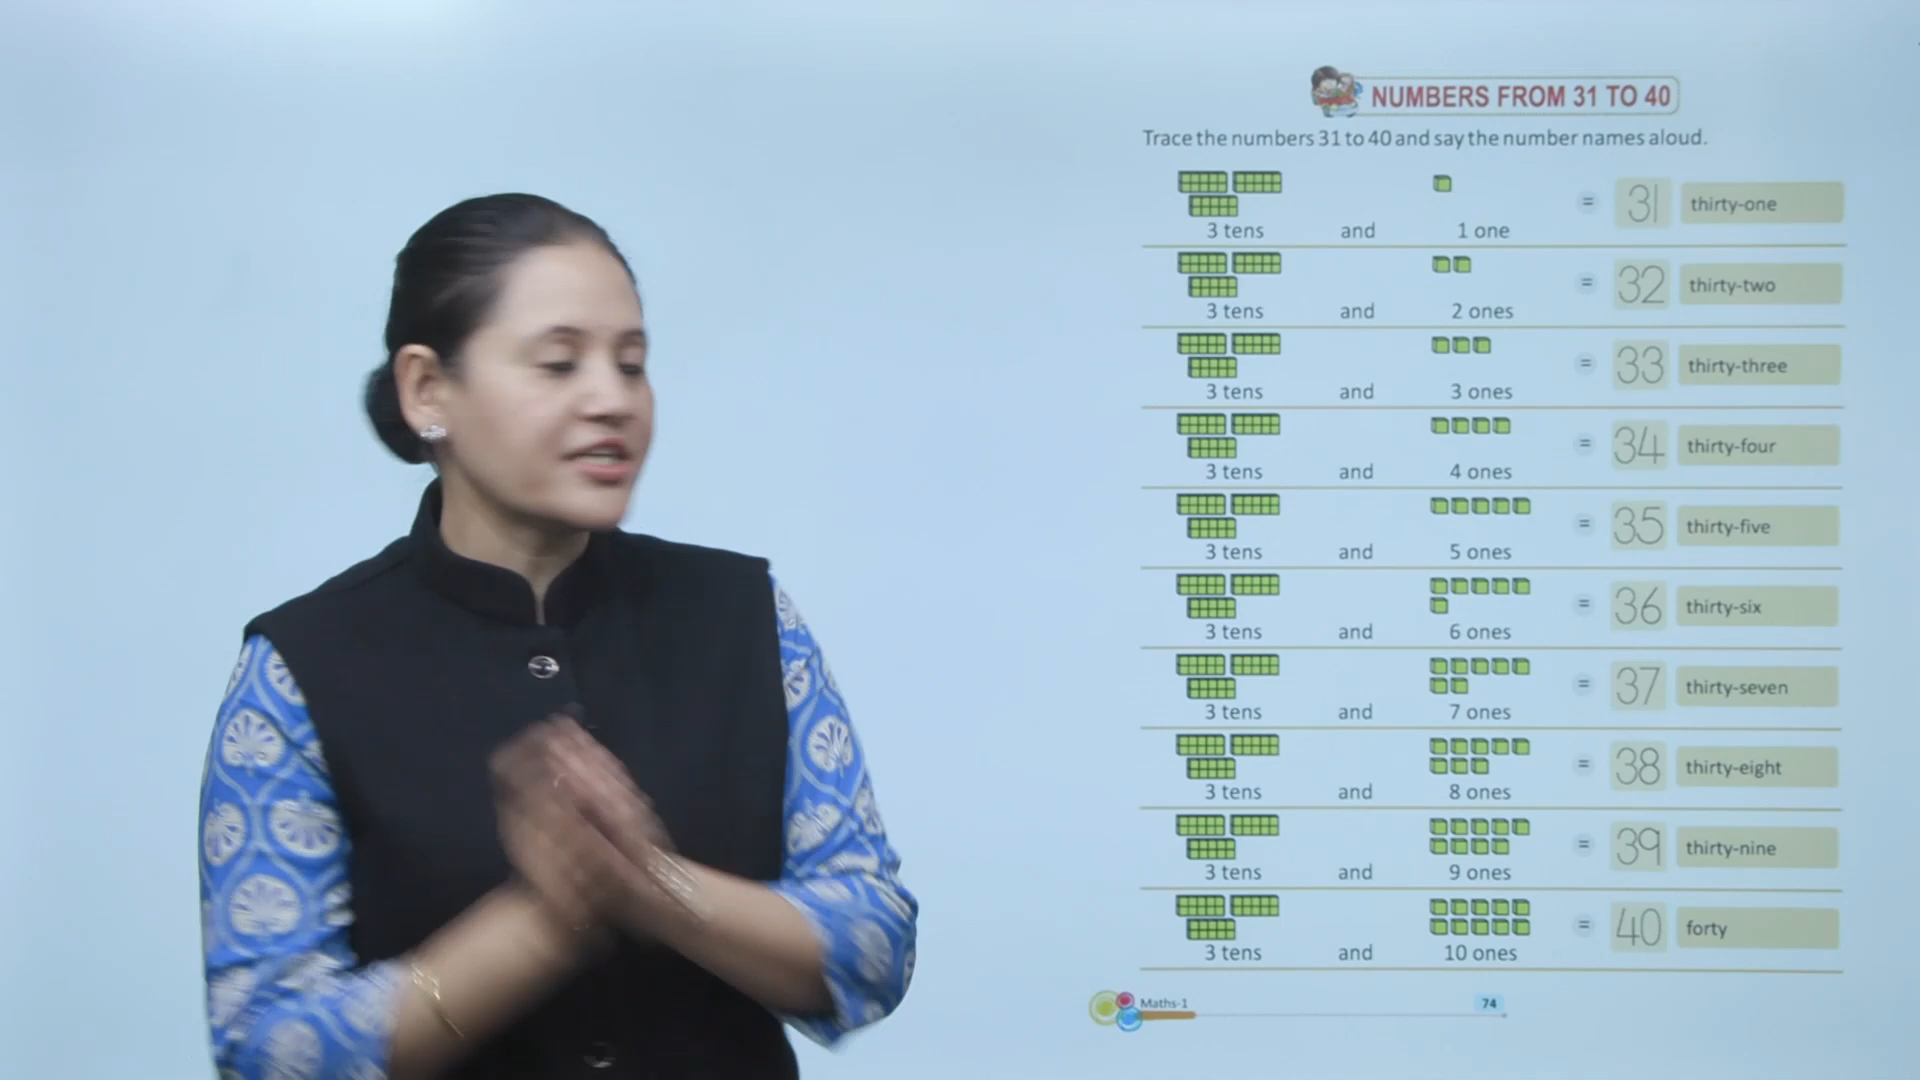 NUMBERS FROM 31 TO 40
Trace the numbers 31 to 40 and say the number names aloud.
= 31 thirty-one
3 tens and 1 one
= 32 thirty-two
3 tens and 2 ones
= 33 thirty-three
3 tens and 3 ones
= 34 thirty-four
3 tens and 4 ones
= 35 thirty-five
3 tens and 5 ones
= 36 thirty-six
3 tens and 6 ones
= 37 thirty-seven
3 tens and 7 ones
= 38 thirty-eight
3 tens and 8 ones
= 39 thirty-nine
3 tens and 9 ones
= 40 forty
3 tens and 10 ones
Maths-1 74